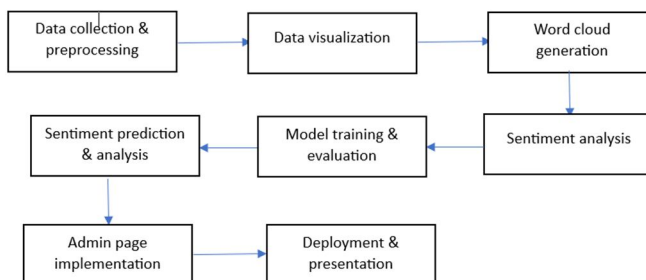 Data collection &
preprocessing
Data visualization
Word cloud
generation
Sentiment analysis
Model training &
evaluation
Sentiment prediction
& analysis
Admin page
implementation
Deployment &
presentation